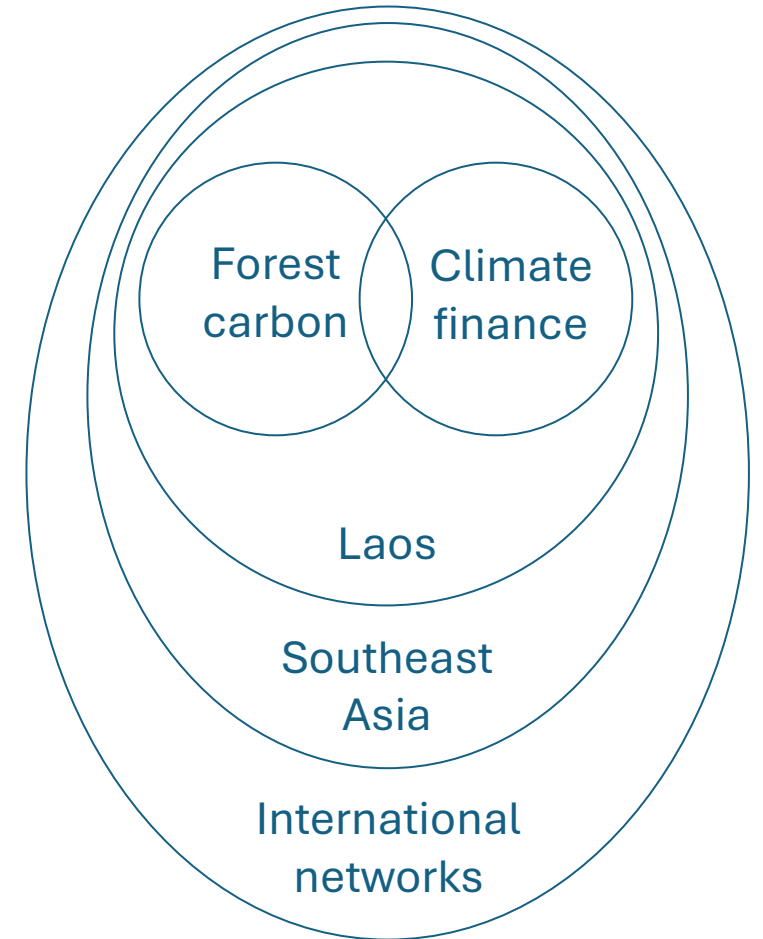 Forest
carbon
Climate
finance
Laos
Southeast
Asia
International
networks